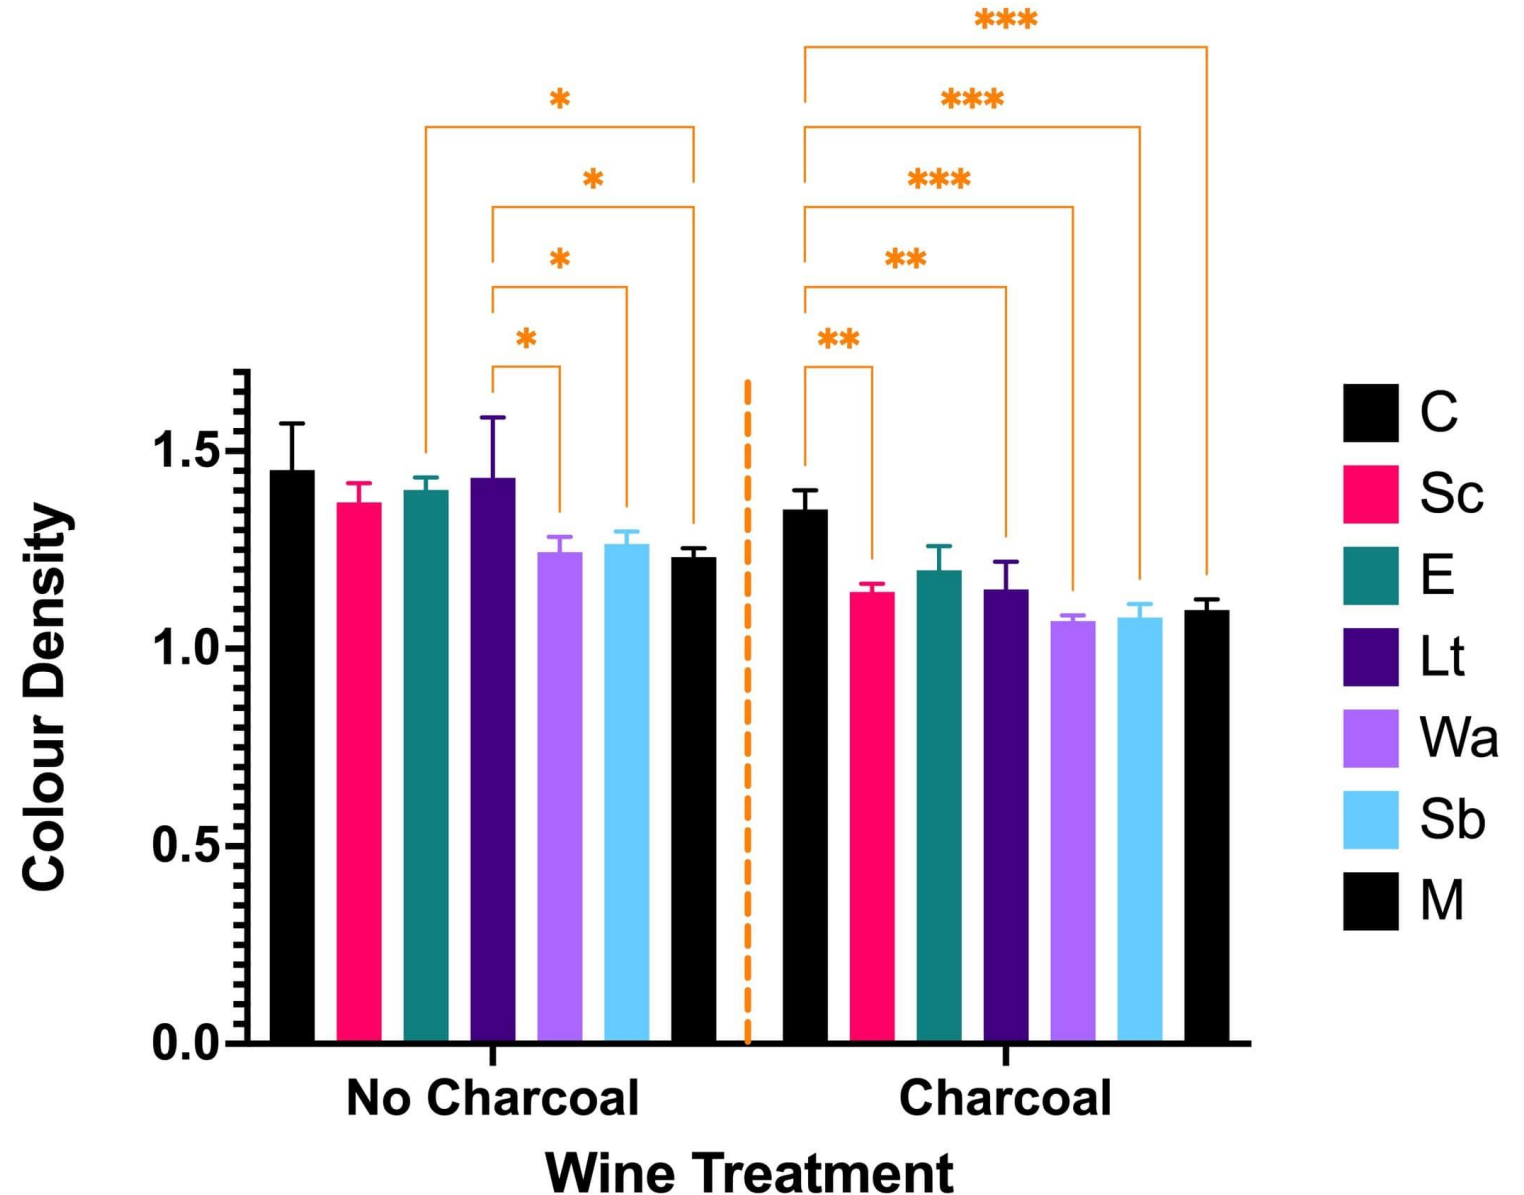 ***
* ***
* ***
* **
* **
1.5
1.0
0.5
0.0
Colour Density
No Charcoal Charcoal
Wine Treatment
C
Sc
E
Lt
Wa
Sb
M